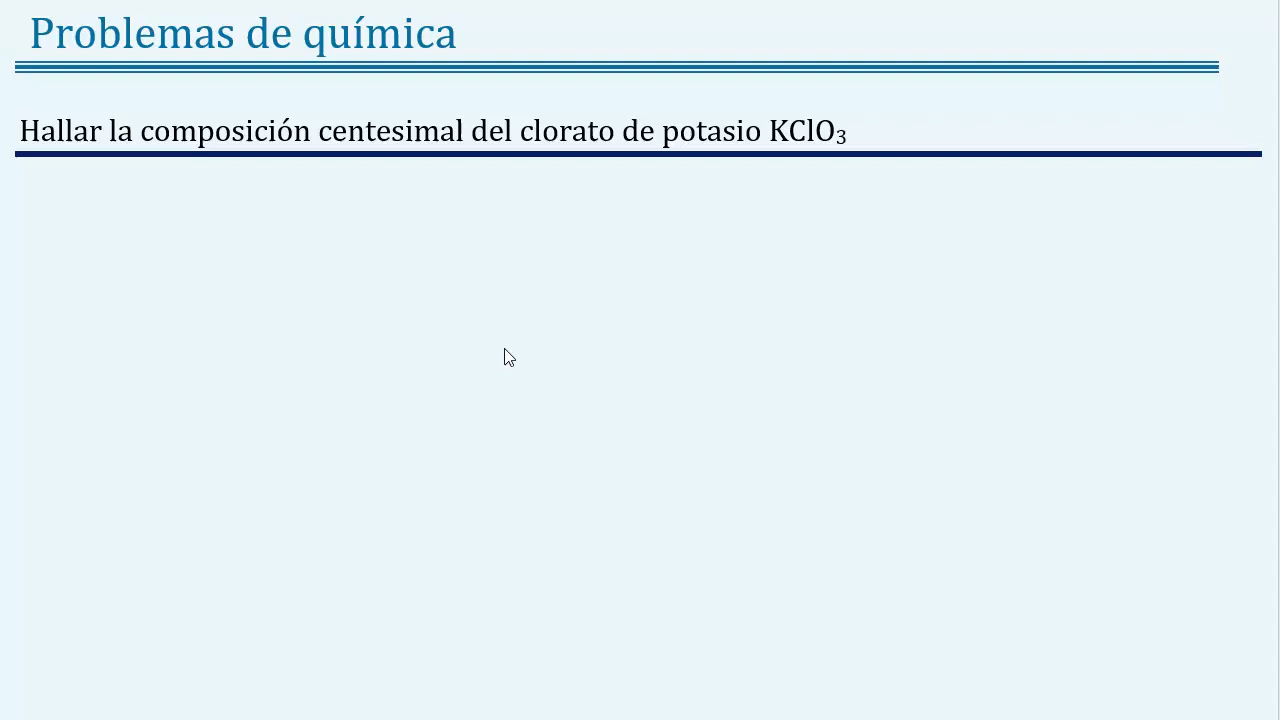 Problemas de química
Hallar la composición centesimal del clorato de potasio KClO₃